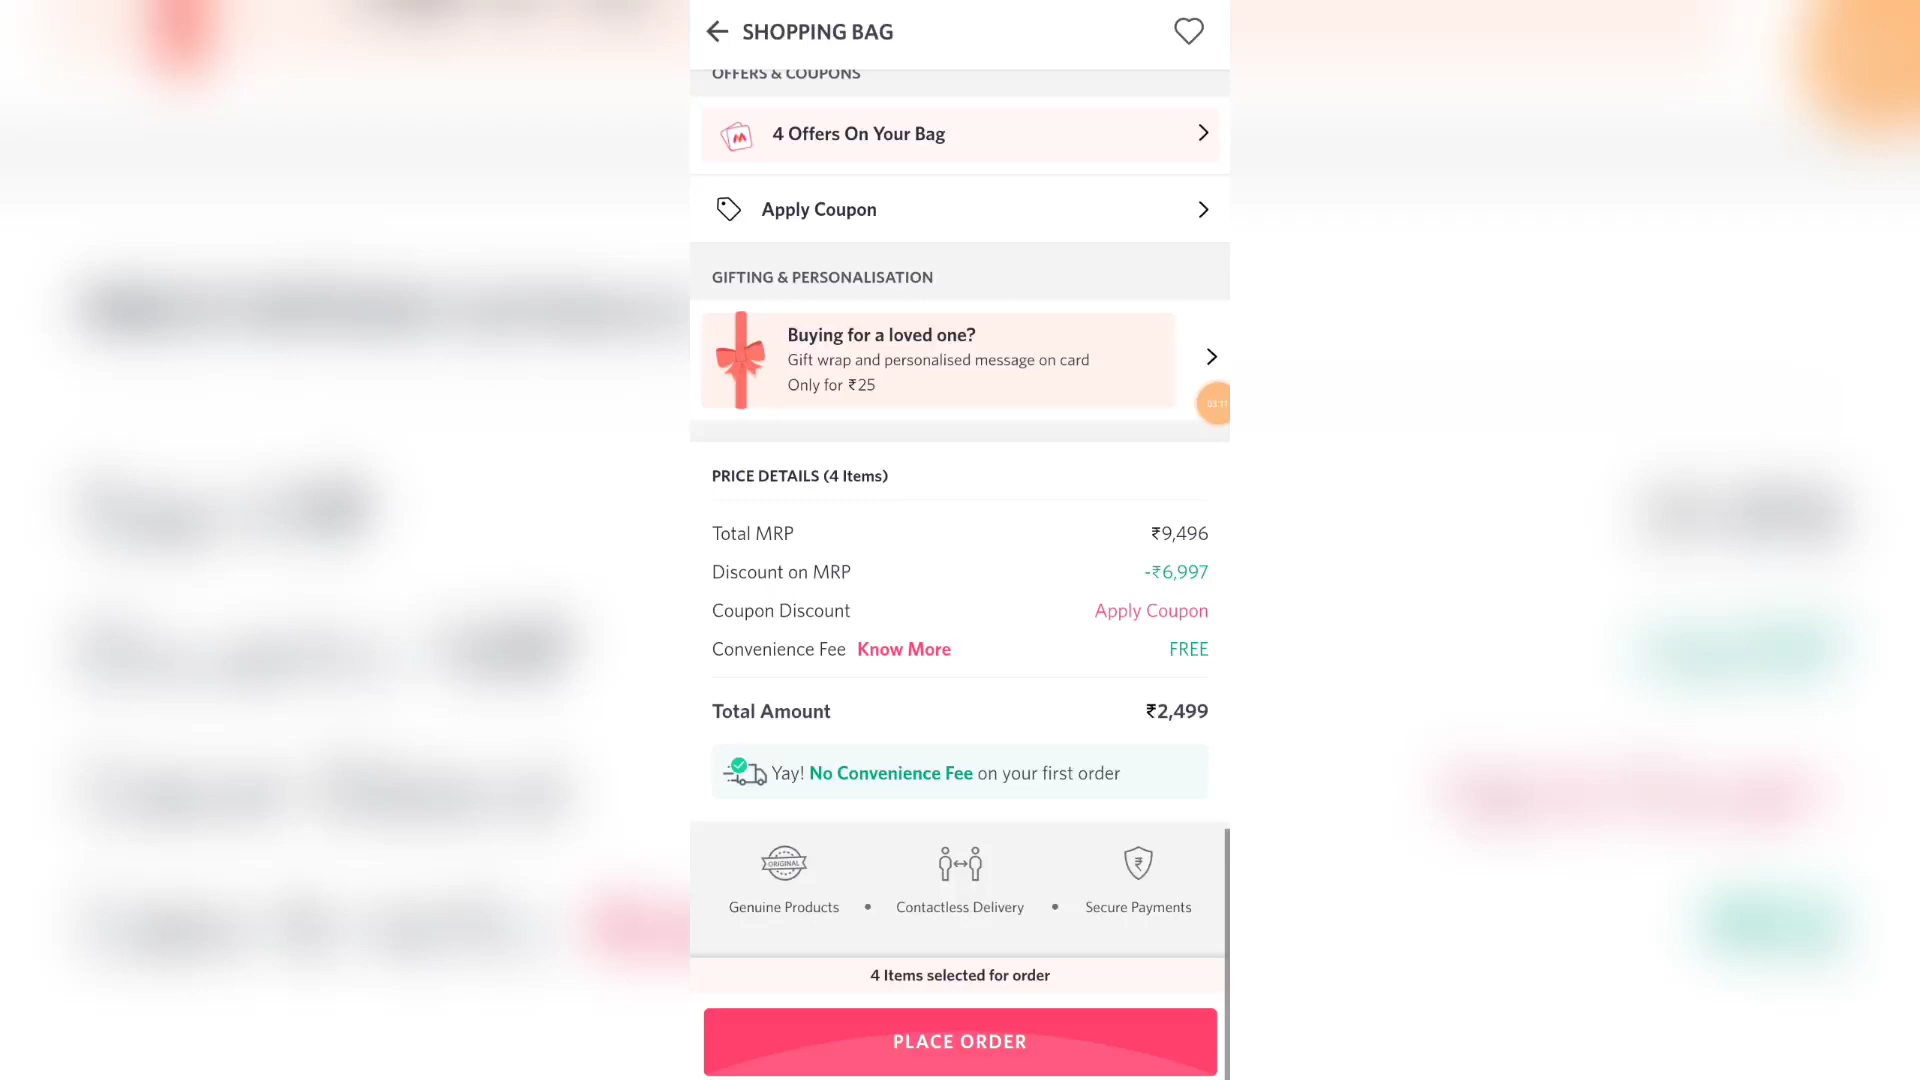 SHOPPING BAG
OFFERS & COUPONS
4 Offers On Your Bag
Apply Coupon
GIFTING & PERSONALISATION
Buying for a loved one?
Gift wrap and personalised message on card
Only for ₹25
03:11
PRICE DETAILS (4 Items)
Total MRP ₹9,496
Discount on MRP -₹6,997
Coupon Discount Apply Coupon
Convenience Fee Know More FREE
Total Amount ₹2,499
Yay! No Convenience Fee on your first order
ORIGINAL
Genuine Products • Contactless Delivery • Secure Payments
4 Items selected for order
PLACE ORDER